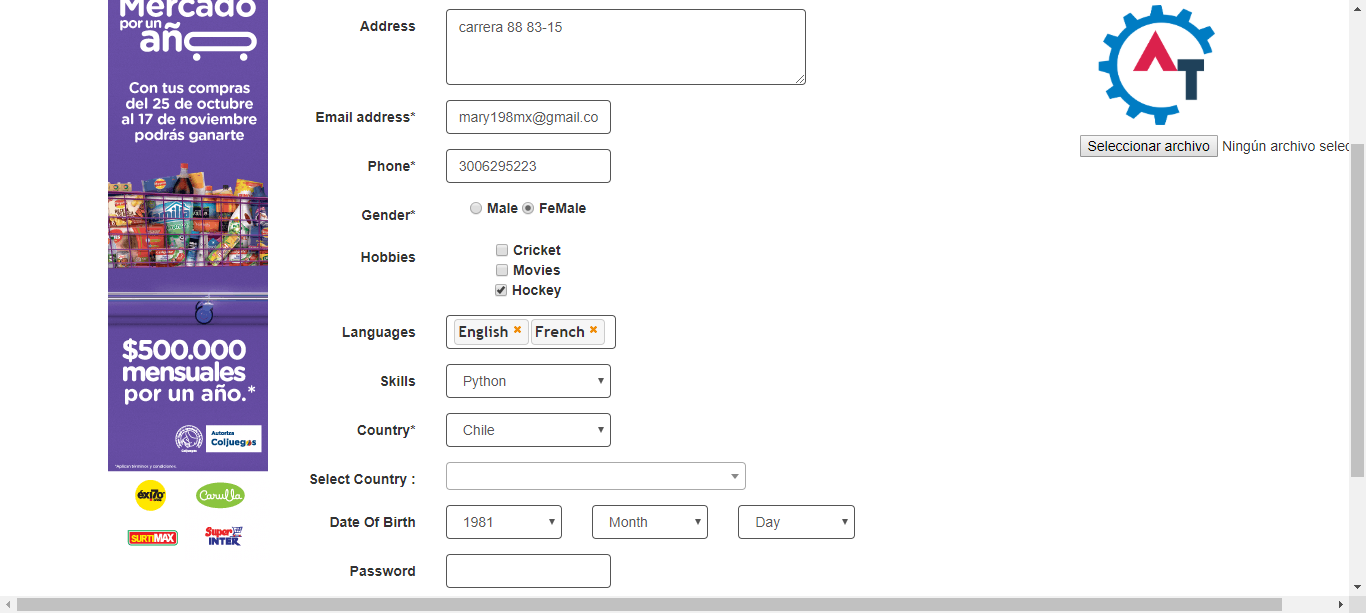 Mercado
por un
año
Con tus compras
del 25 de octubre
al 17 de noviembre
podrás ganarte
$500.000
mensuales
por un año.*
Autoriza
Coljuegos
Coljuegos
*Aplican términos y condiciones.
éxito
Carulla
SURTIMAX
Super
INTER
Address
carrera 88 83-15
Email address*
mary198mx@gmail.co
Phone*
3006295223
Gender*
Male FeMale
Hobbies
Cricket
Movies
Hockey
Languages
English French
Skills
Python
Country*
Chile
Select Country :
Date Of Birth
1981 Month Day
Password
AT
Seleccionar archivo Ningún archivo selec